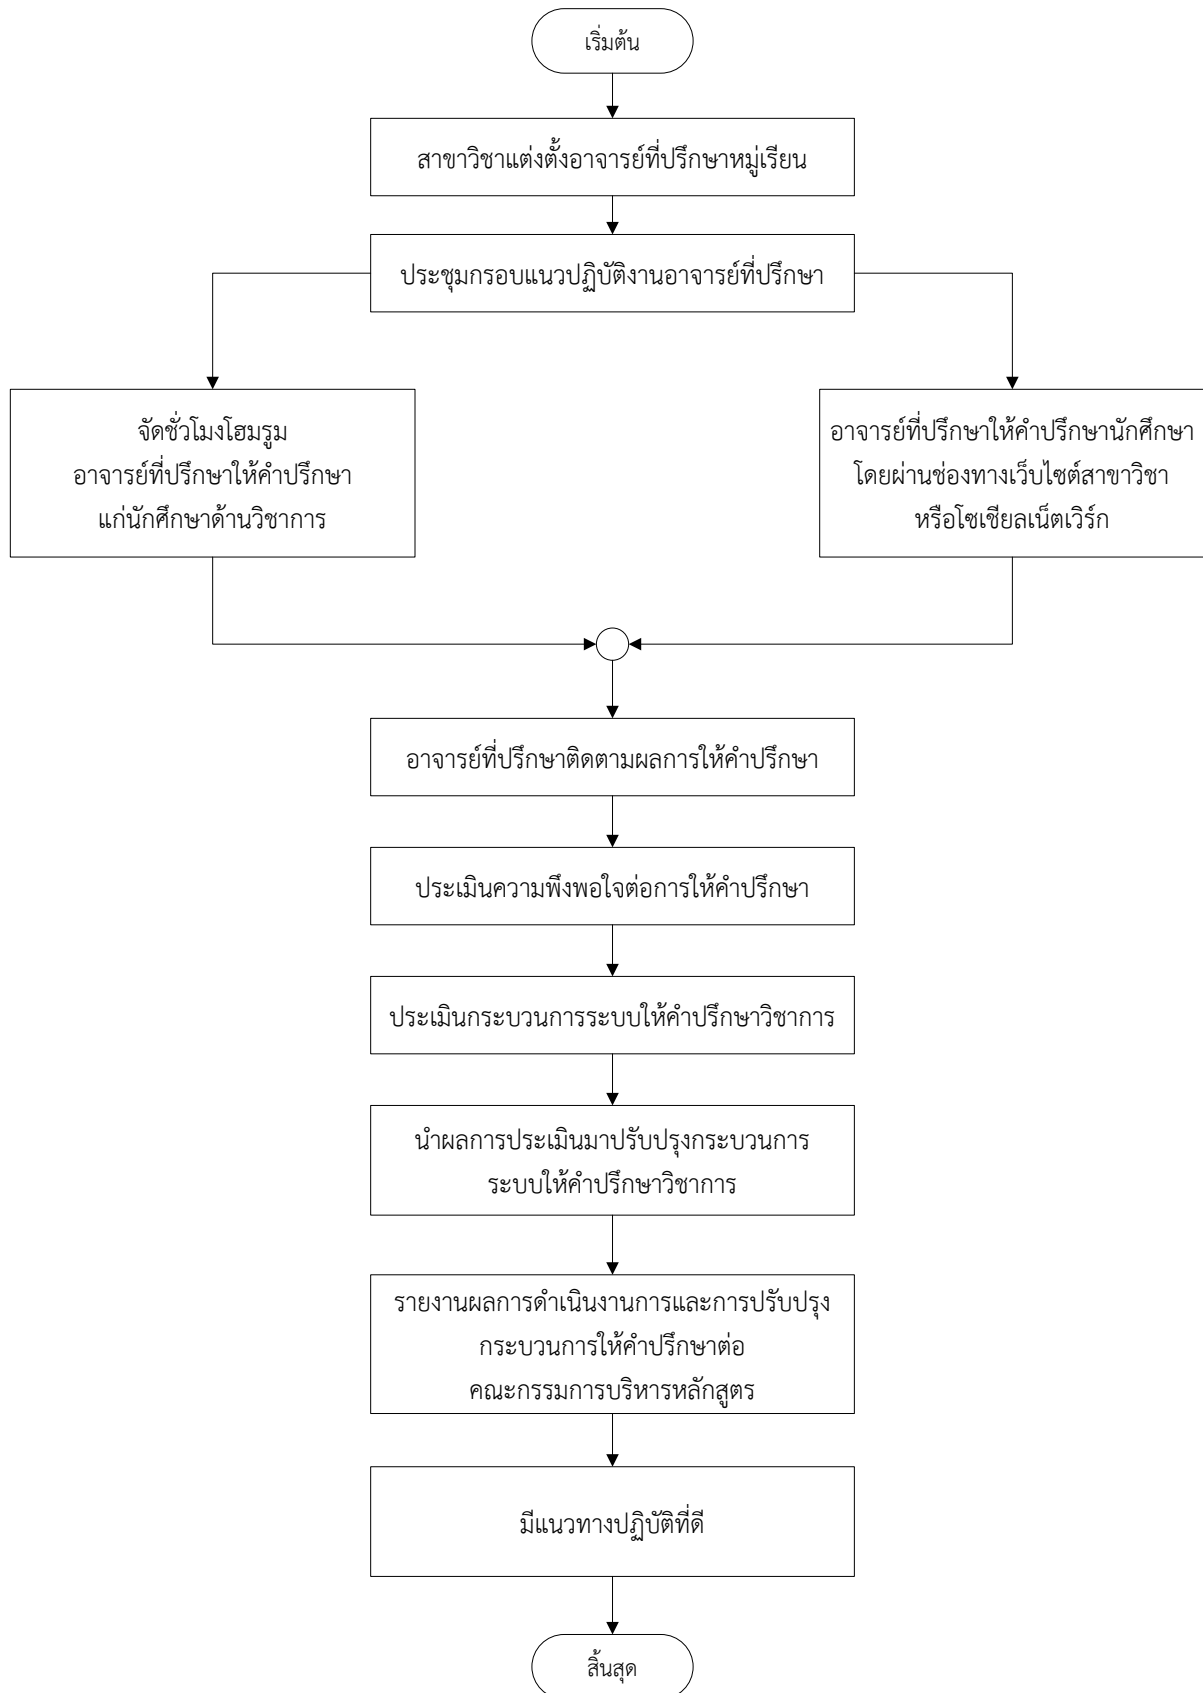 เริ่มต้น
สาขาวิชาแต่งตั้งอาจารย์ที่ปรึกษาหมู่เรียน
ประชุมกรอบแนวปฏิบัติงานอาจารย์ที่ปรึกษา
จัดชั่วโมงโฮมรูม
อาจารย์ที่ปรึกษาให้คำปรึกษา
แก่นักศึกษาด้านวิชาการ
อาจารย์ที่ปรึกษาให้คำปรึกษานักศึกษา
โดยผ่านช่องทางเว็บไซต์สาขาวิชา
หรือโซเชียลเน็ตเวิร์ก
อาจารย์ที่ปรึกษาติดตามผลการให้คำปรึกษา
ประเมินความพึงพอใจต่อการให้คำปรึกษา
ประเมินกระบวนการระบบให้คำปรึกษาวิชาการ
นำผลการประเมินมาปรับปรุงกระบวนการ
ระบบให้คำปรึกษาวิชาการ
รายงานผลการดำเนินงานการและการปรับปรุง
กระบวนการให้คำปรึกษาต่อ
คณะกรรมการบริหารหลักสูตร
มีแนวทางปฏิบัติที่ดี
สิ้นสุด